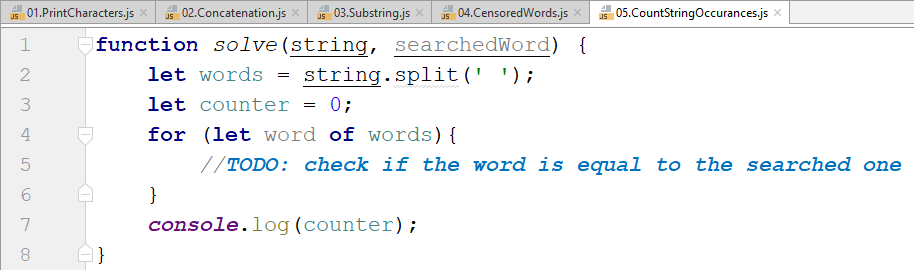 01.PrintCharacters.js 02.Concatenation.js 03.Substring.js 04.CensoredWords.js 05.CountStringOccurances.js
1 function solve(string, searchedWord) {
2 let words = string.split(' ');
3 let counter = 0;
4 for (let word of words){
5 //TODO: check if the word is equal to the searched one
6 }
7 console.log(counter);
8 }